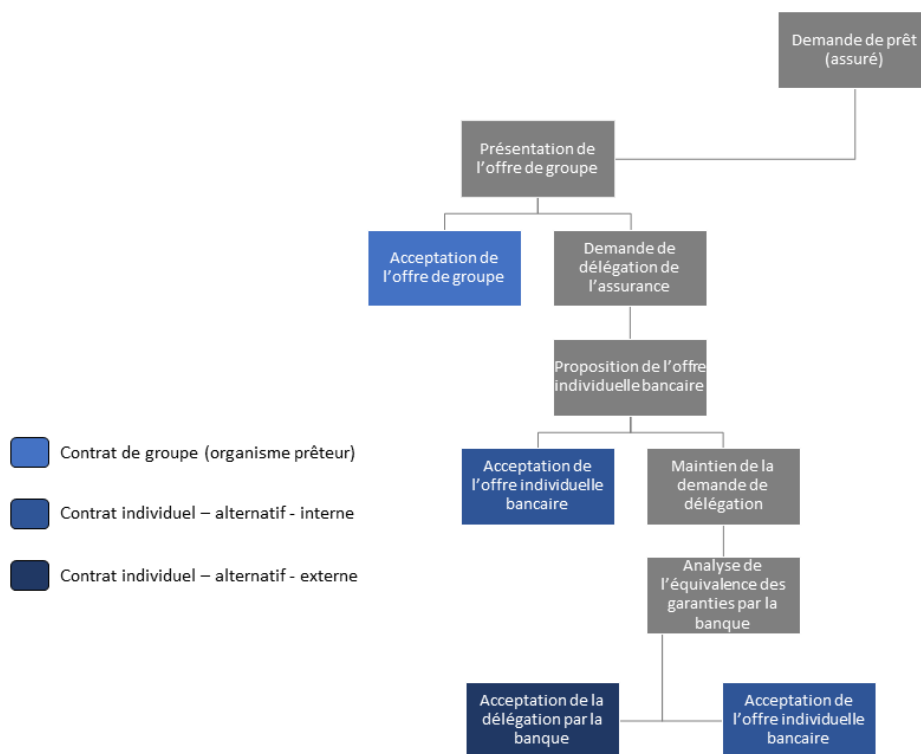 Demande de prêt
(assuré)
Présentation de
l'offre de groupe
Acceptation de
l'offre de groupe
Demande de
délégation de
l'assurance
Proposition de l'offre
individuelle bancaire
Contrat de groupe (organisme prêteur)
Contrat individuel – alternatif - interne
Contrat individuel – alternatif - externe
Acceptation de
l'offre individuelle
bancaire
Maintien de la
demande de
délégation
Analyse de
l'équivalence des
garanties par la
banque
Acceptation de la
délégation par la
banque
Acceptation de
l'offre individuelle
bancaire